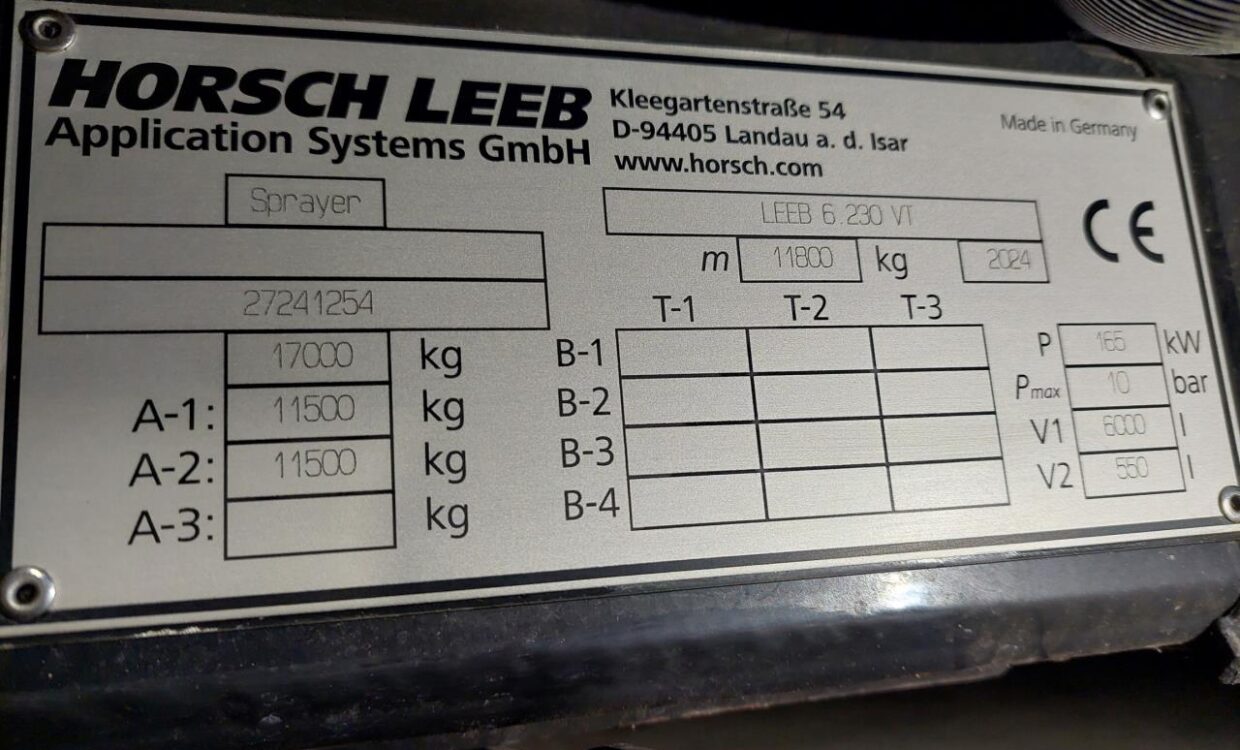 HORSCH LEEB
Application Systems GmbH
Kleegartenstraße 54
D-94405 Landau a. d. Isar
www.horsch.com
Made in Germany
Sprayer
LEEB 6.230 VT
CE
m 11800 kg 2024
27241254
17000 kg
A-1: 11500 kg
A-2: 11500 kg
A-3: kg
T-1 T-2 T-3
B-1
B-2
B-3
B-4
P 165 kW
Pmax 10 bar
V1 6000 l
V2 550 l